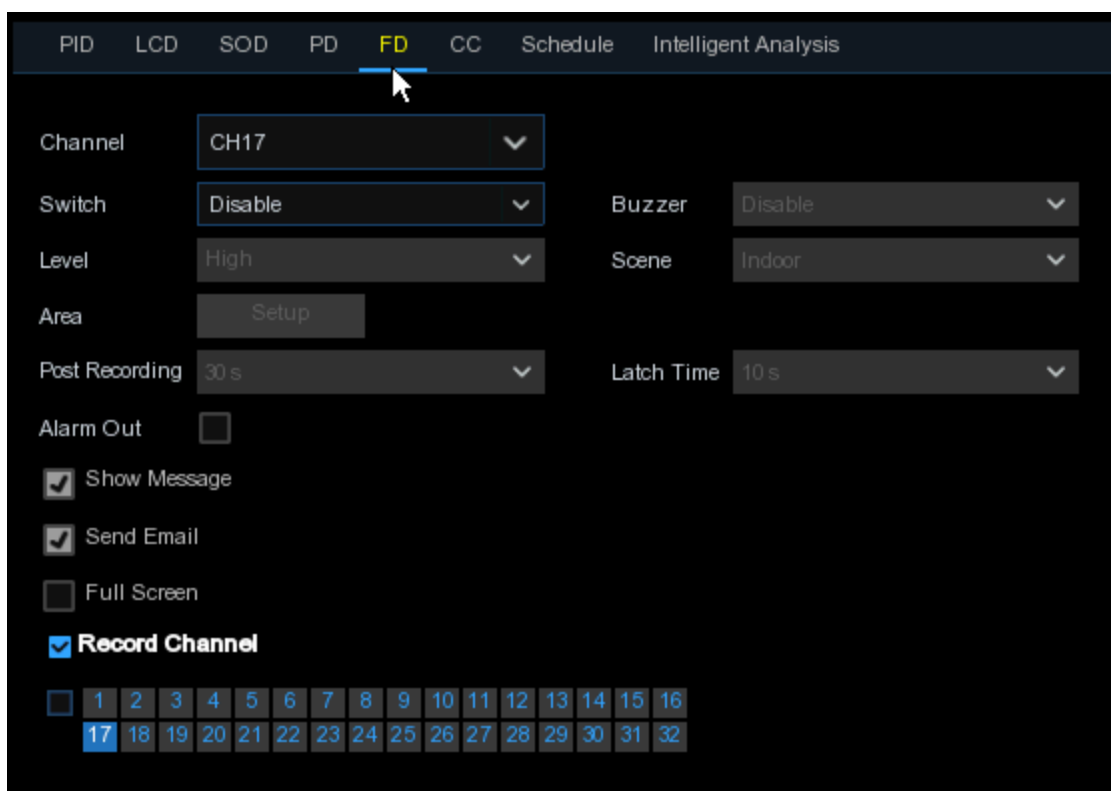 PID LCD SOD PD FD CC Schedule Intelligent Analysis
Channel CH17
Switch Disable Buzzer Disable
Level High Scene Indoor
Area Setup
Post Recording 30 s Latch Time 10 s
Alarm Out
Show Message
Send Email
Full Screen
Record Channel
1 2 3 4 5 6 7 8 9 10 11 12 13 14 15 16
17 18 19 20 21 22 23 24 25 26 27 28 29 30 31 32